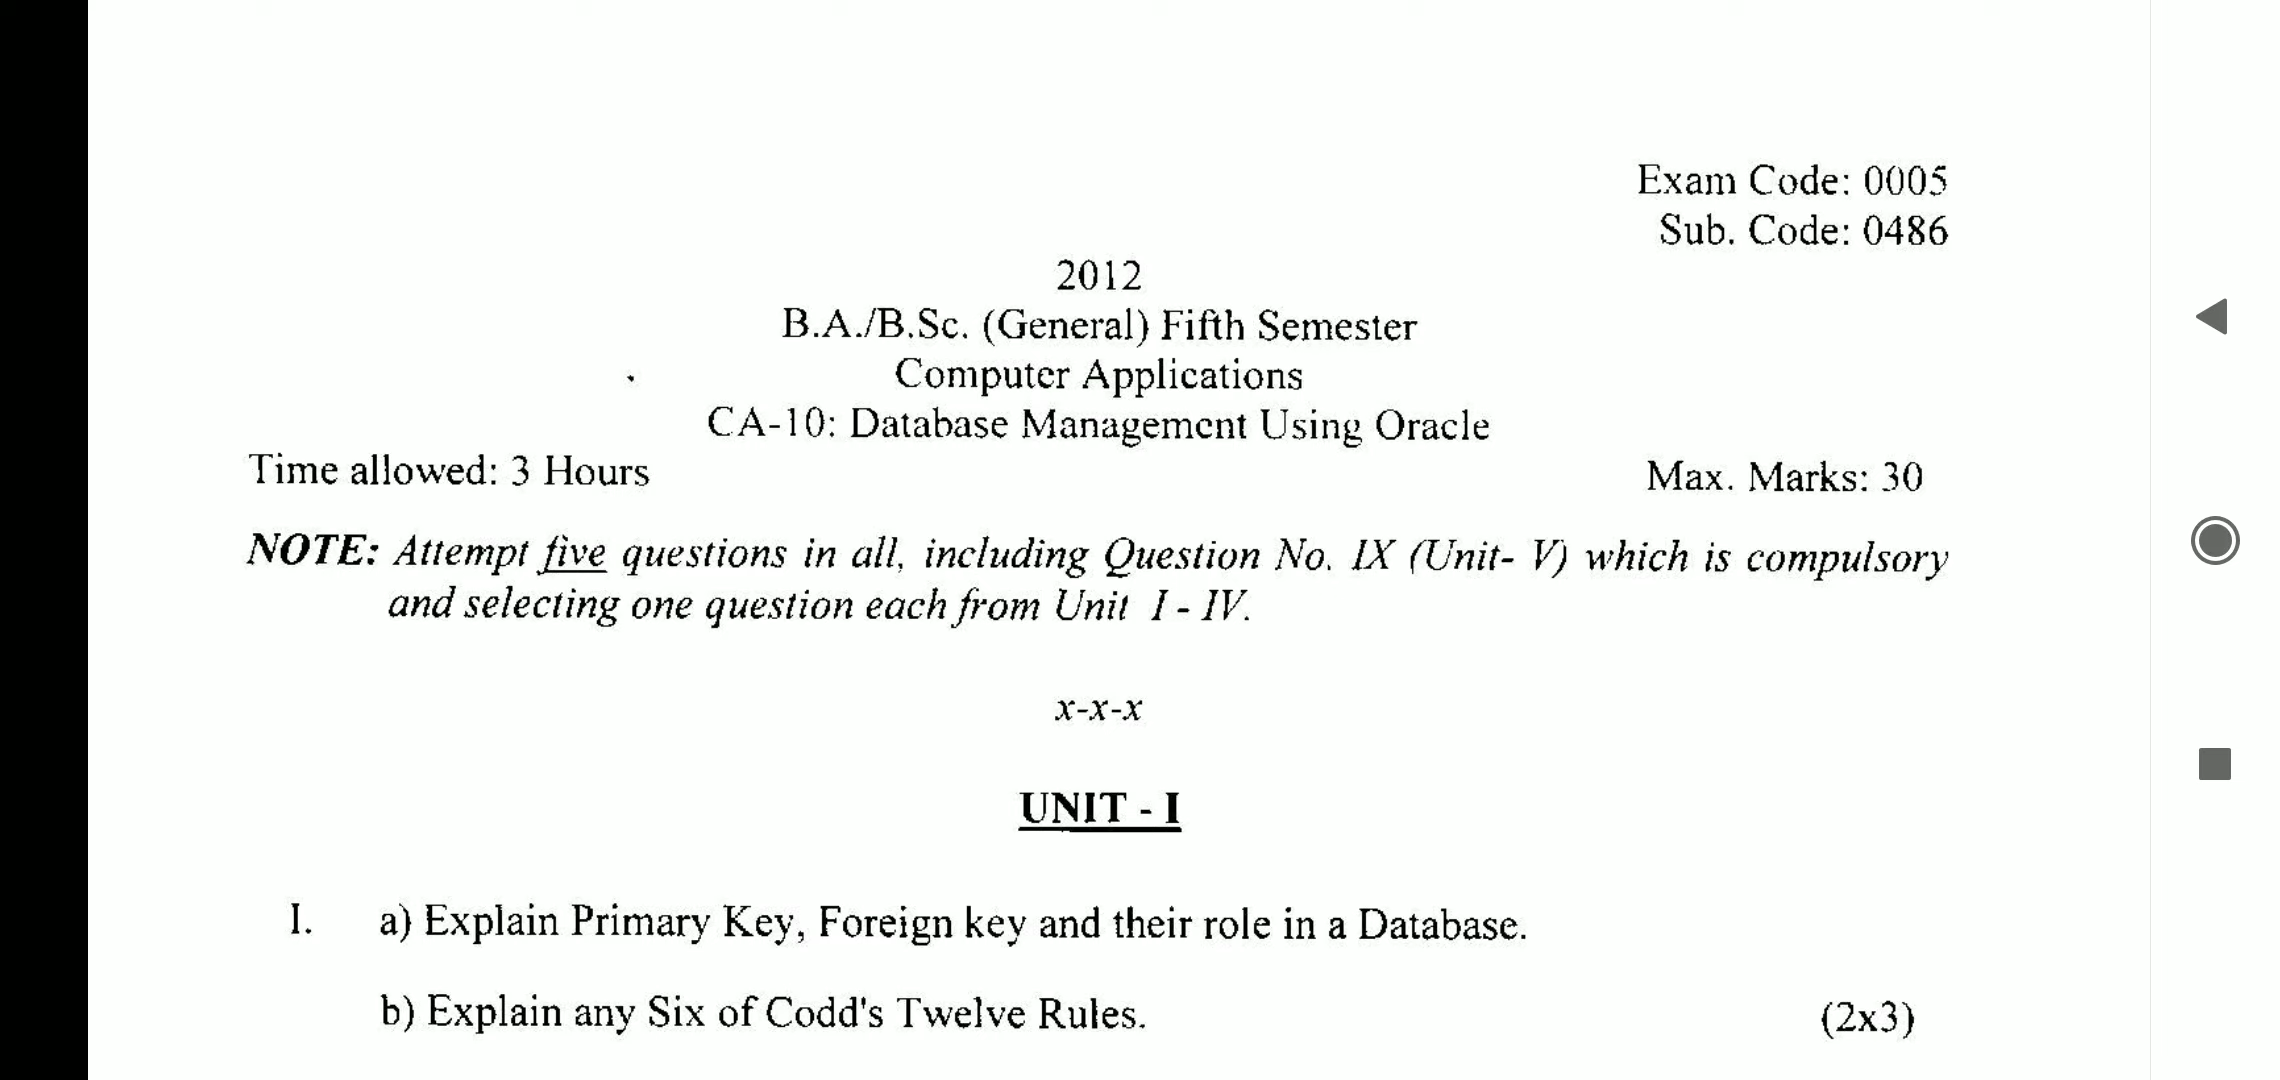 Exam Code: 0005
Sub. Code: 0486
2012
B.A./B.Sc. (General) Fifth Semester
Computer Applications
CA-10: Database Management Using Oracle
Time allowed: 3 Hours Max. Marks: 30
NOTE: Attempt five questions in all, including Question No. IX (Unit- V) which is compulsory
and selecting one question each from Unit I - IV.
x-x-x
UNIT - I
I. a) Explain Primary Key, Foreign key and their role in a Database.
b) Explain any Six of Codd's Twelve Rules. (2x3)